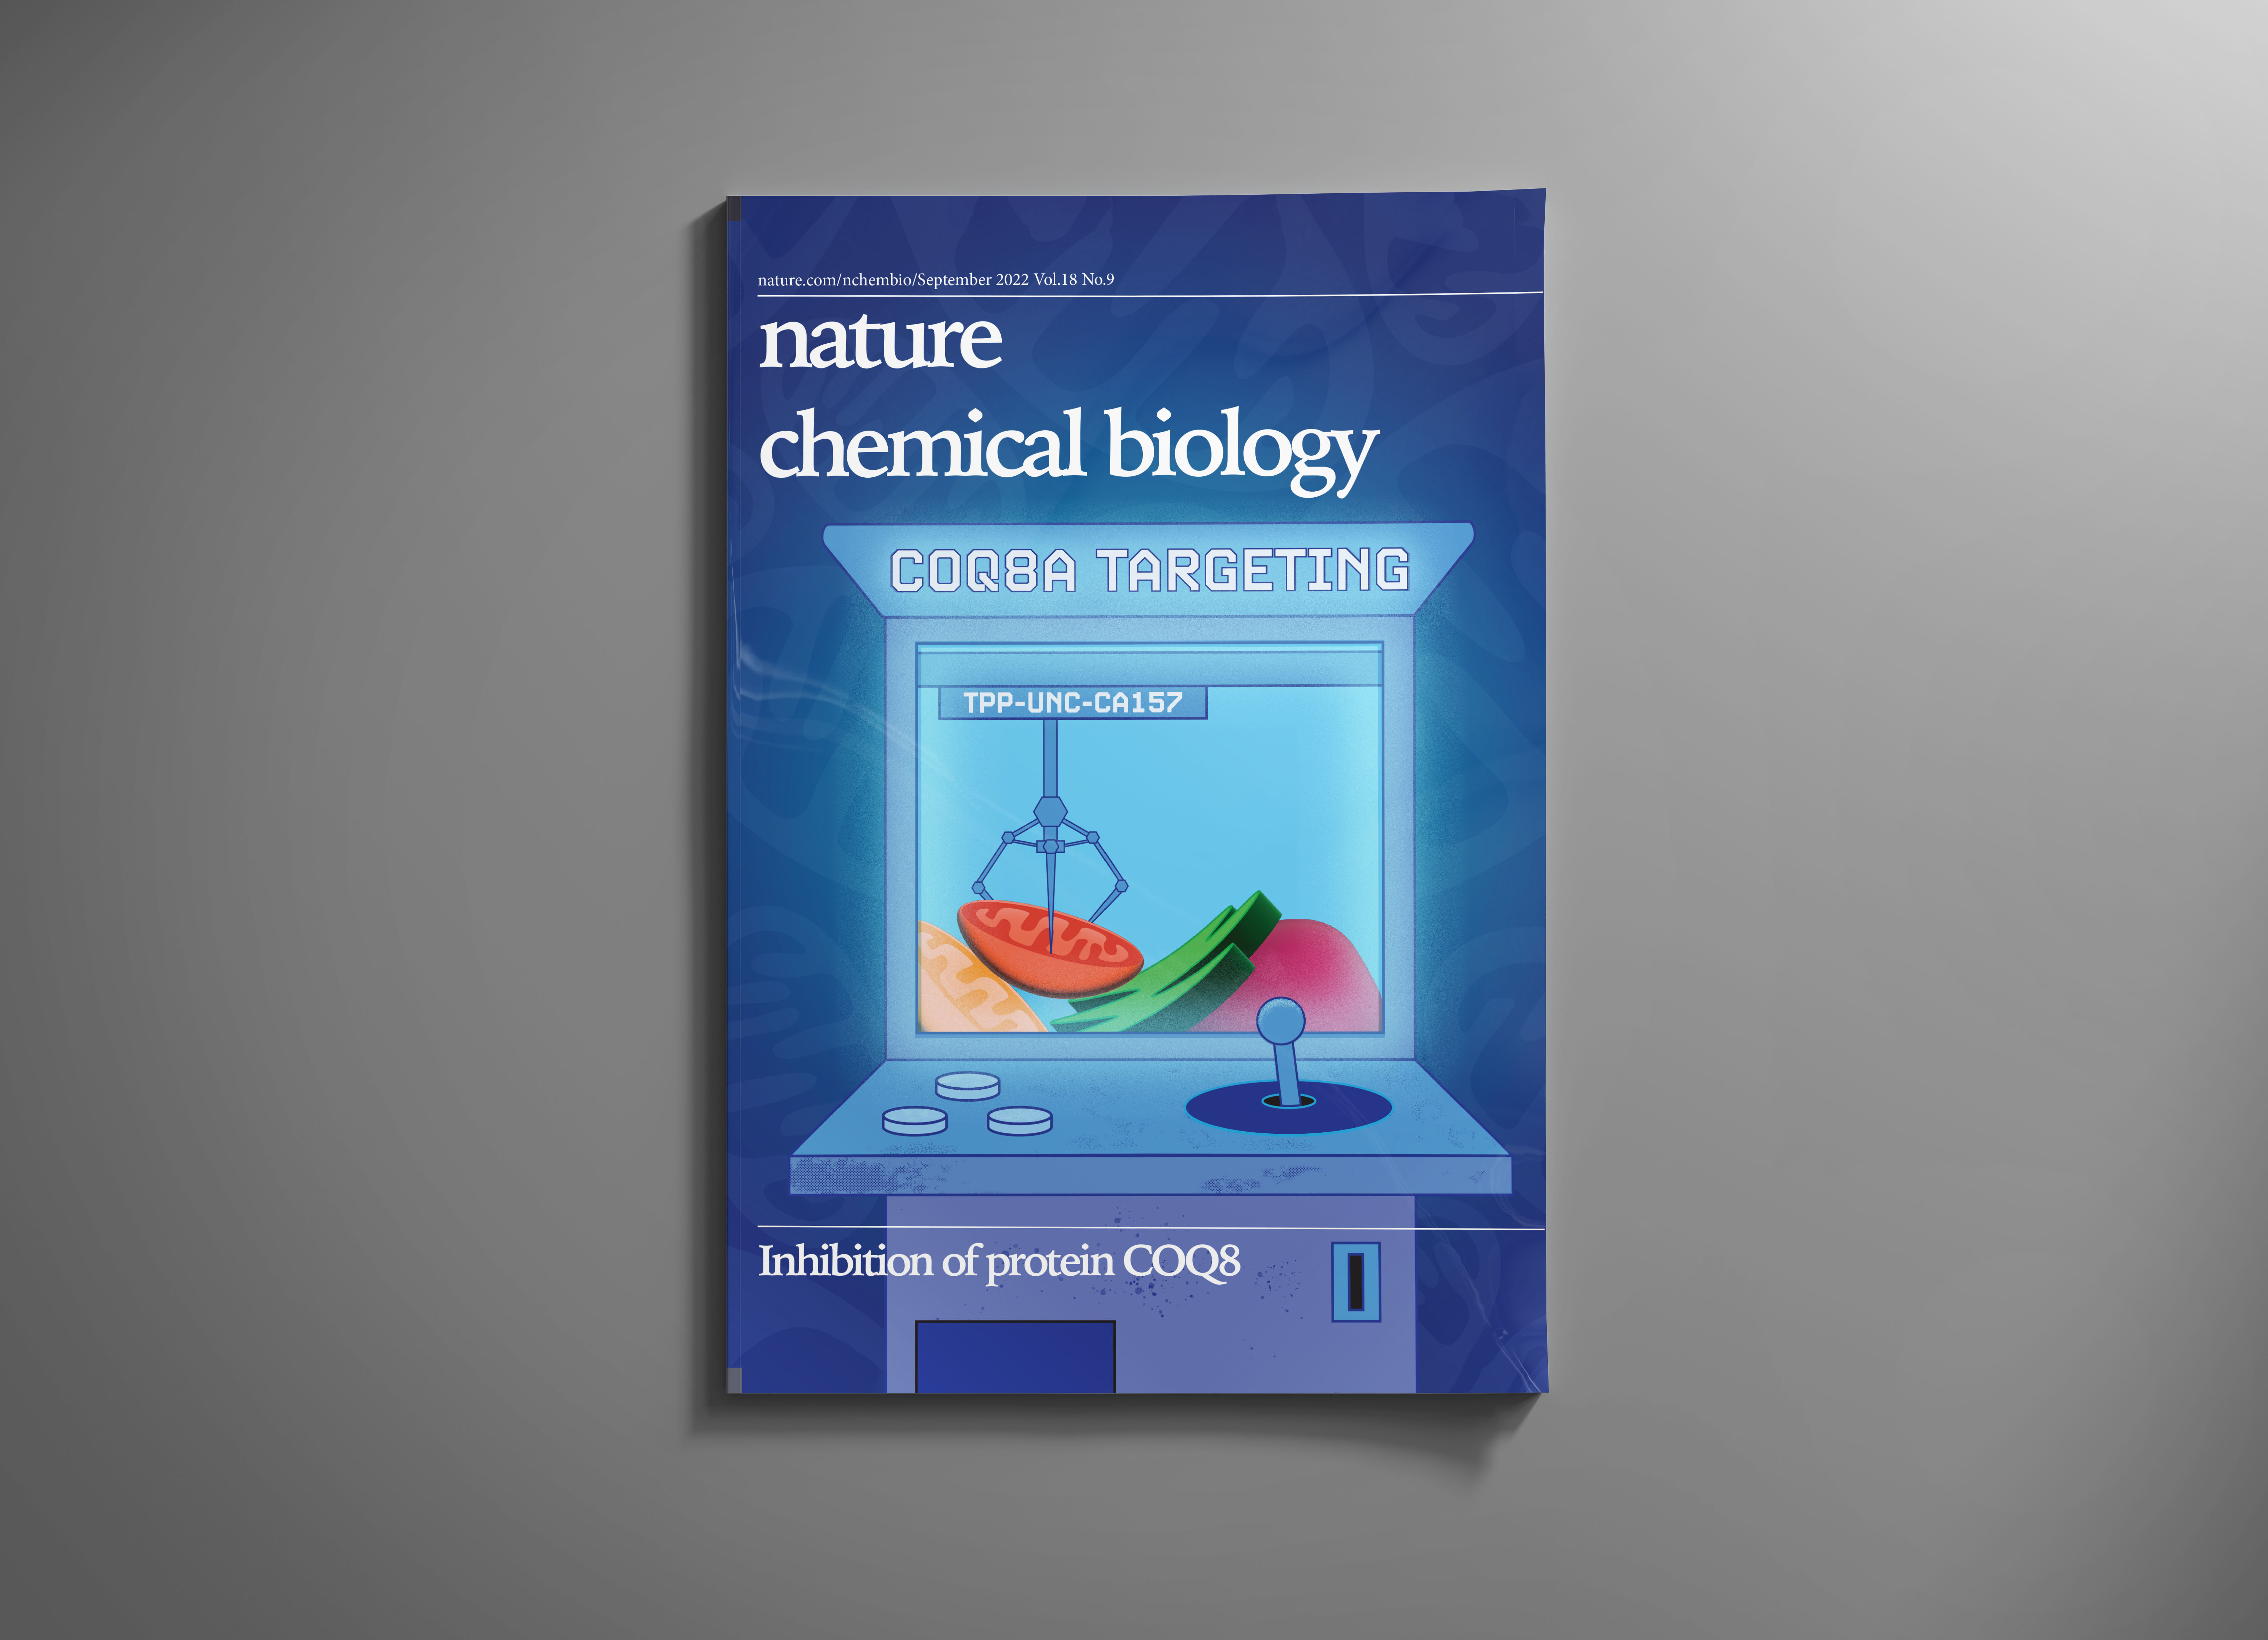 nature.com/nchembio/September 2022 Vol.18 No.9
nature
chemical biology
COQ8A TARGETING
TPP-UNC-CA157
Inhibition of protein COQ8